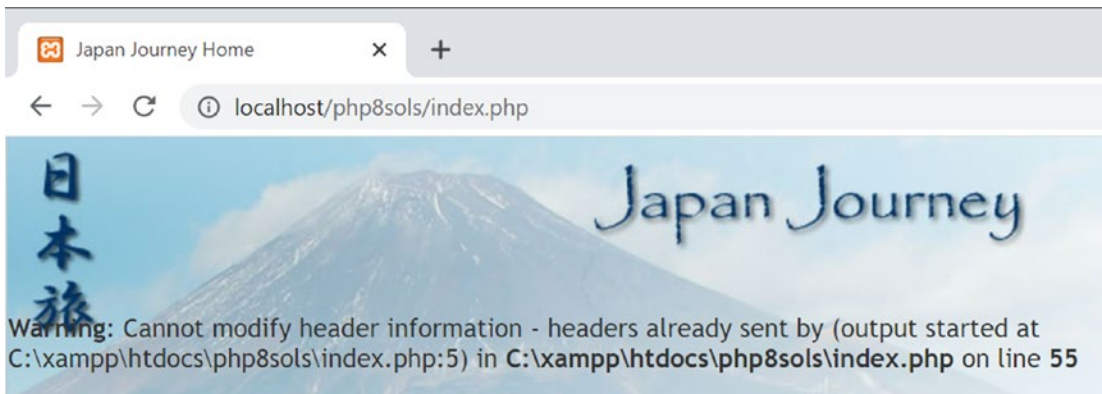 Japan Journey Home
localhost/php8sols/index.php
日
本
旅
Japan Journey
Warning: Cannot modify header information - headers already sent by (output started at
C:\xampp\htdocs\php8sols\index.php:5) in C:\xampp\htdocs\php8sols\index.php on line 55